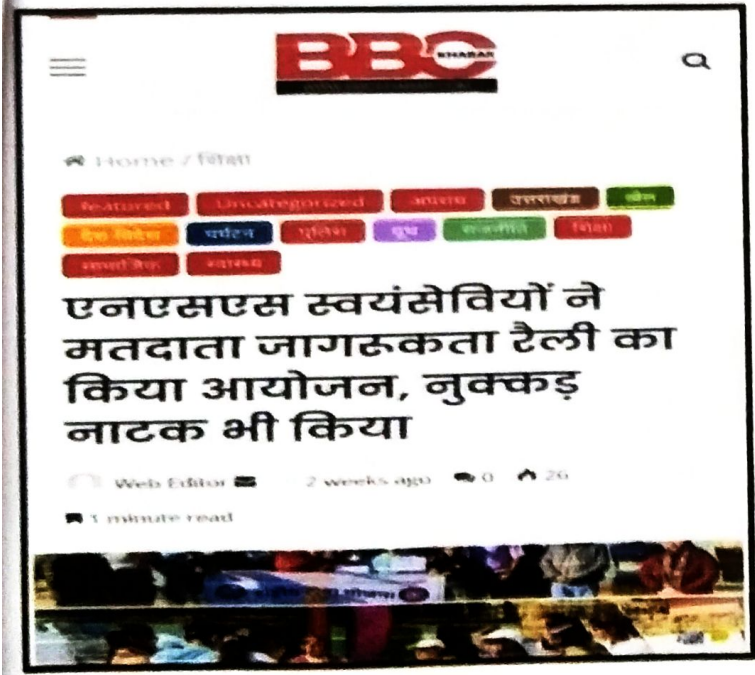 BBC
KHABAR
Home / शिक्षा
Featured Uncategorized अपराध उत्तराखंड खेल
देश विदेश पर्यटन पुलिस यूथ राजनीति शिक्षा
सामाजिक स्वास्थ्य
एनएसएस स्वयंसेवियों ने
मतदाता जागरूकता रैली का
किया आयोजन, नुक्कड़
नाटक भी किया
Web Editor 2 weeks ago 0 26
1 minute read